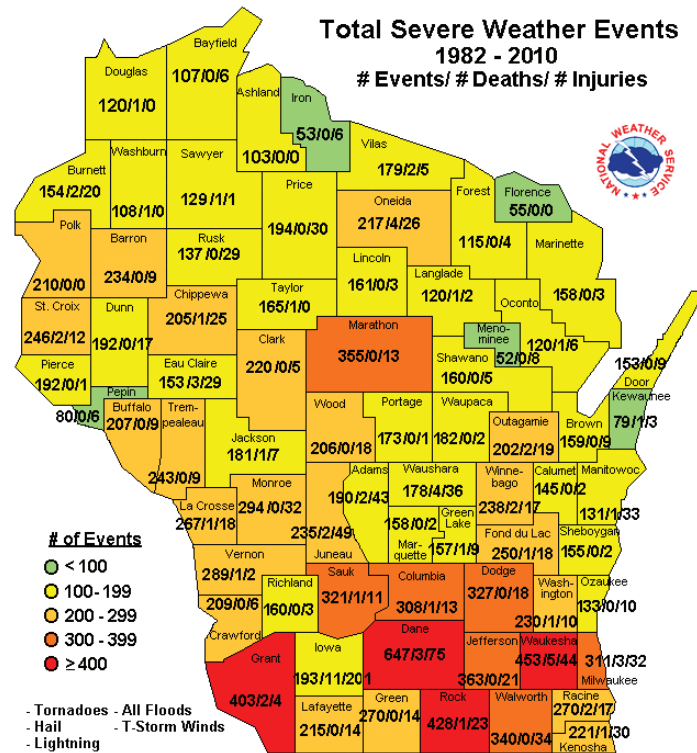 Total Severe Weather Events
1982 - 2010
# Events/ # Deaths/ # Injuries
NATIONAL WEATHER SERVICE
Bayfield
107/0/6
Douglas
120/1/0
Ashland
103/0/0
Iron
53/0/6
Vilas
179/2/5
Washburn
108/1/0
Sawyer
129/1/1
Burnett
154/2/20
Price
194/0/30
Oneida
217/4/26
Forest
115/0/4
Florence
55/0/0
Polk
210/0/0
Barron
234/0/9
Rusk
137/0/29
Marinette
158/0/3
Lincoln
161/0/3
Langlade
120/1/2
Taylor
165/1/0
Chippewa
205/1/25
Oconto
120/1/6
St. Croix
246/2/12
Dunn
192/0/17
Marathon
355/0/13
Meno-
minee
52/0/8
Clark
220/0/5
Shawano
160/0/5
Pierce
192/0/1
Eau Claire
153/3/29
153/0/9
Door
Pepin
80/0/6
Kewaunee
79/1/3
Buffalo
207/0/9
Trem-
pealeau
243/0/9
Wood
206/0/18
Portage
173/0/1
Waupaca
182/0/2
Outagamie
202/2/19
Brown
159/0/9
Jackson
181/1/7
Adams
190/2/43
Waushara
178/4/36
Winne-
bago
238/2/17
Calumet
145/0/2
Manitowoc
131/1/33
Monroe
294/0/32
La Crosse
267/1/18
235/2/49
Juneau
158/0/2
Mar-
quette
Green
Lake
157/1/9
Fond du Lac
250/1/18
Sheboygan
155/0/2
Vernon
289/1/2
Sauk
321/1/11
Columbia
308/1/13
Dodge
327/0/18
Wash-
ington
230/1/10
Ozaukee
133/0/10
Richland
160/0/3
209/0/6
Crawford
Dane
647/3/75
Jefferson
363/0/21
Waukesha
453/5/44
311/3/32
Milwaukee
Iowa
193/11/201
Grant
403/2/4
Lafayette
215/0/14
Green
270/0/14
Rock
428/1/23
Walworth
340/0/34
Racine
270/2/17
221/1/30
Kenosha
# of Events
< 100
100-199
200 - 299
300 - 399
≥ 400
- Tornadoes - All Floods
- Hail - T-Storm Winds
- Lightning